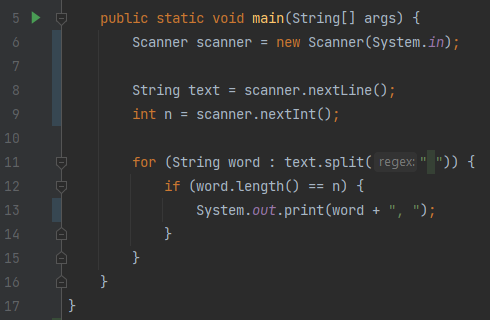 5 public static void main(String[] args) {
6 Scanner scanner = new Scanner(System.in);
7
8 String text = scanner.nextLine();
9 int n = scanner.nextInt();
10
11 for (String word : text.split( regex: " ")) {
12 if (word.length() == n) {
13 System.out.print(word + ", ");
14 }
15 }
16 }
17 }